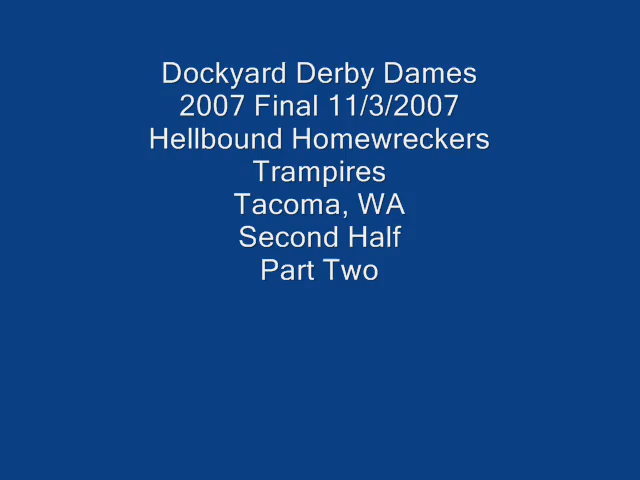 Dockyard Derby Dames
2007 Final 11/3/2007
Hellbound Homewreckers
Trampires
Tacoma, WA
Second Half
Part Two